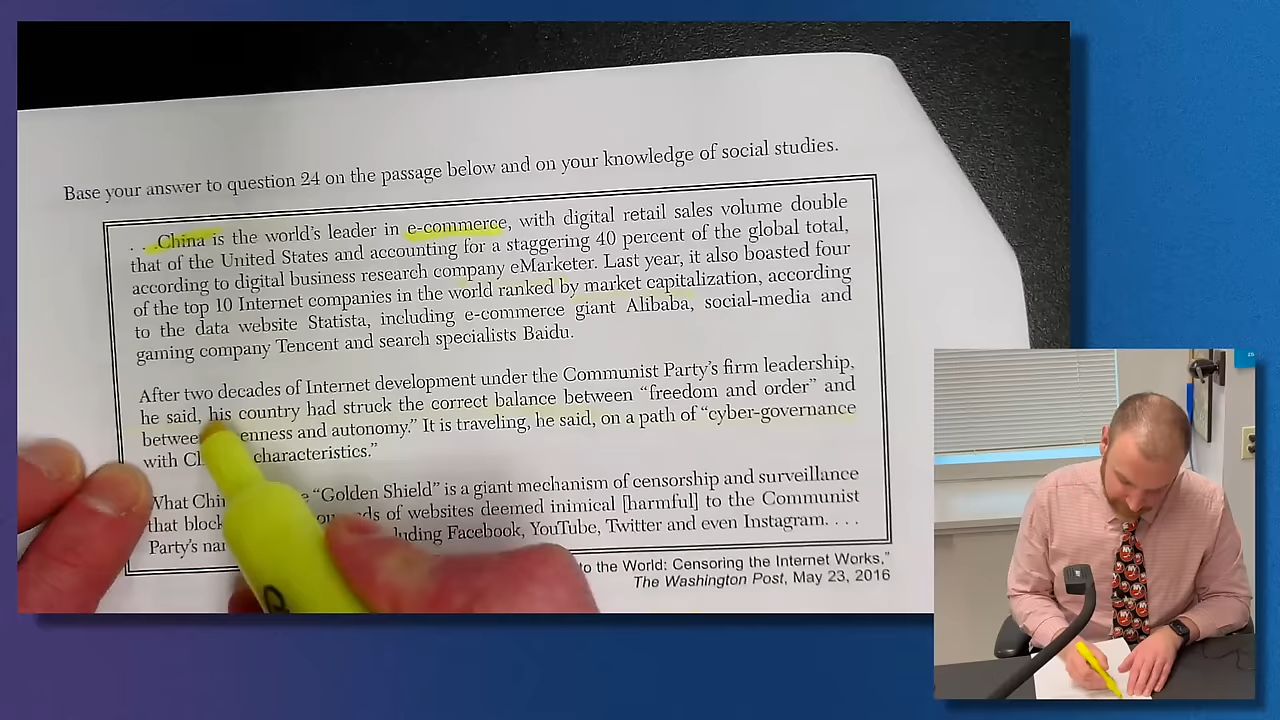 Base your answer to question 24 on the passage below and on your knowledge of social studies.
. . .China is the world's leader in e-commerce, with digital retail sales volume double
that of the United States and accounting for a staggering 40 percent of the global total,
according to digital business research company eMarketer. Last year, it also boasted four
of the top 10 Internet companies in the world ranked by market capitalization, according
to the data website Statista, including e-commerce giant Alibaba, social-media and
gaming company Tencent and search specialists Baidu.
After two decades of Internet development under the Communist Party's firm leadership,
he said, his country had struck the correct balance between "freedom and order" and
between enness and autonomy." It is traveling, he said, on a path of "cyber-governance
with Ch characteristics."
What Chin e "Golden Shield" is a giant mechanism of censorship and surveillance
that block ds of websites deemed inimical [harmful] to the Communist
Party's nar luding Facebook, YouTube, Twitter and even Instagram. . . .
to the World: Censoring the Internet Works,"
The Washington Post, May 23, 2016